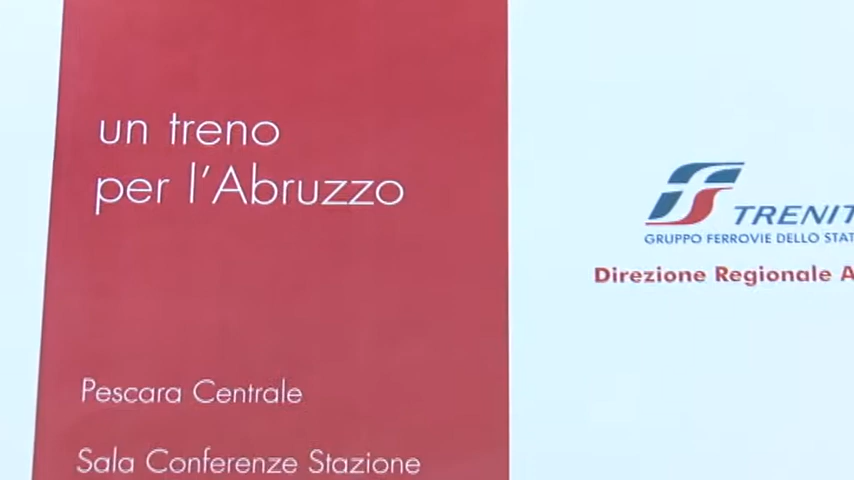 un treno
per l'Abruzzo
Pescara Centrale
Sala Conferenze Stazione
TRENIT
GRUPPO FERROVIE DELLO STAT
Direzione Regionale A